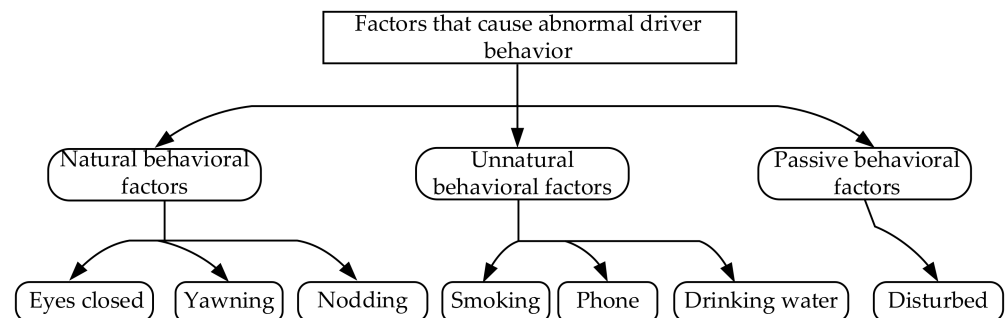 Factors that cause abnormal driver
behavior
Natural behavioral
factors
Unnatural
behavioral factors
Passive behavioral
factors
Eyes closed
Yawning
Nodding
Smoking
Phone
Drinking water
Disturbed